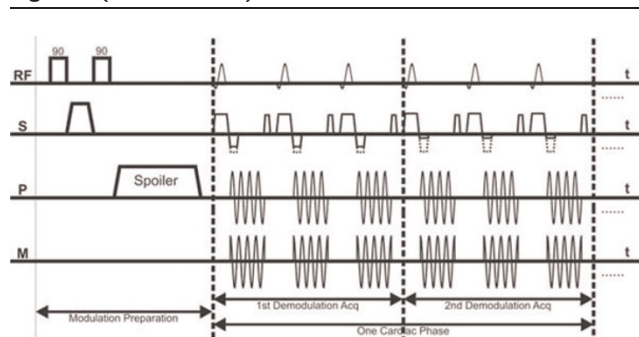 90 90
RF t
......
S t
......
Spoiler
P t
......
M t
......
1st Demodulation Acq 2nd Demodulation Acq
Modulation Preparation
One Cardiac Phase